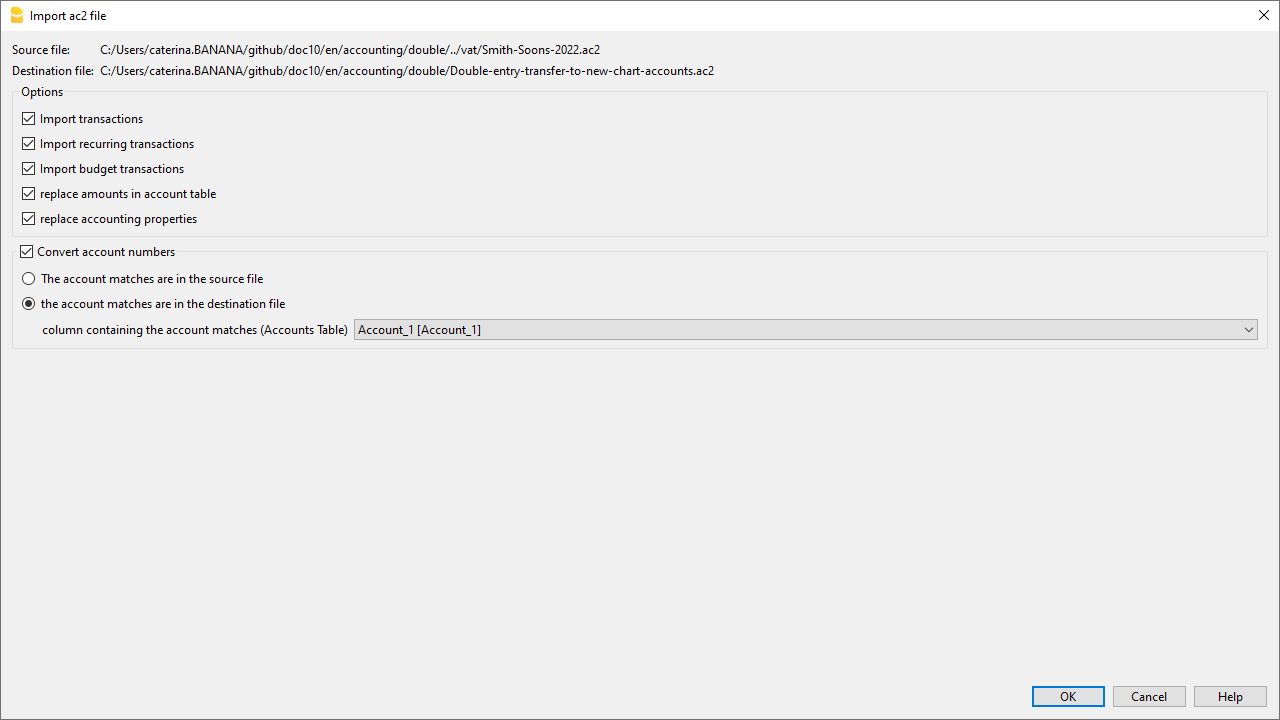 Import ac2 file
Source file: C:/Users/caterina.BANANA/github/doc10/en/accounting/double/../vat/Smith-Soons-2022.ac2
Destination file: C:/Users/caterina.BANANA/github/doc10/en/accounting/double/Double-entry-transfer-to-new-chart-accounts.ac2
Options
Import transactions
Import recurring transactions
Import budget transactions
replace amounts in account table
replace accounting properties
Convert account numbers
The account matches are in the source file
the account matches are in the destination file
column containing the account matches (Accounts Table) Account_1 [Account_1]
OK Cancel Help